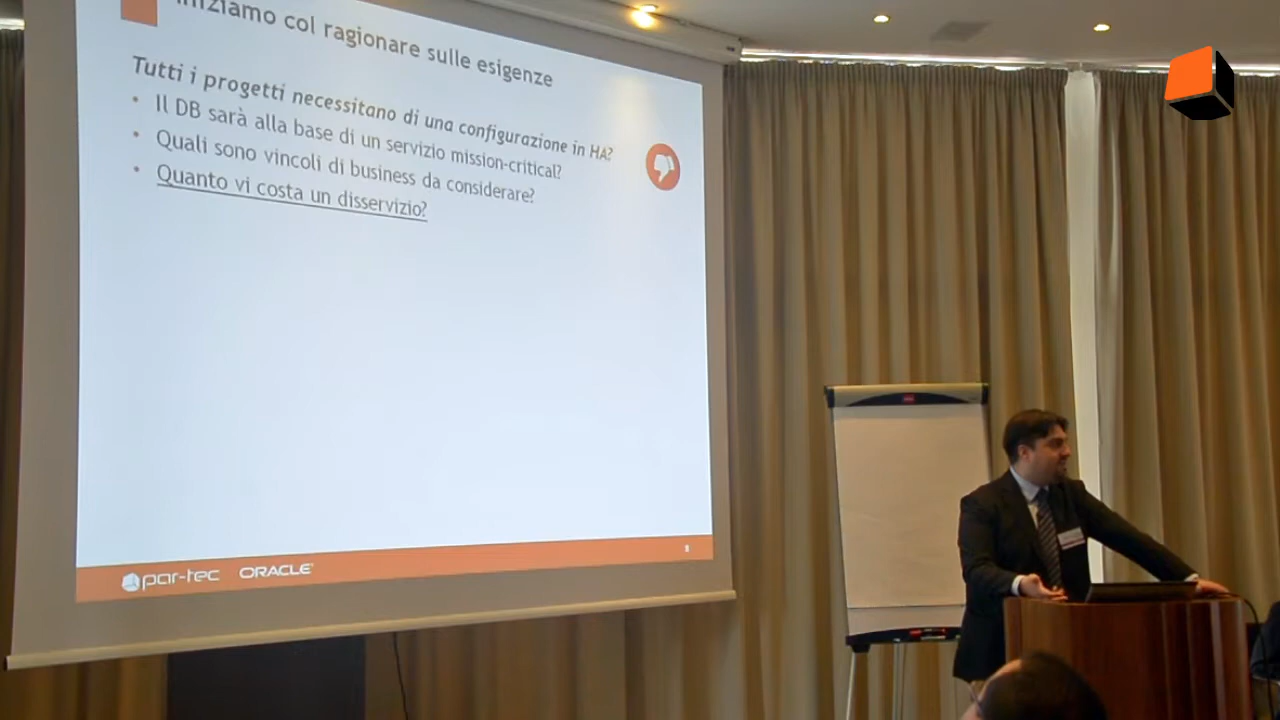 Iniziamo col ragionare sulle esigenze
Tutti i progetti necessitano di una configurazione in HA?
• Il DB sarà alla base di un servizio mission-critical?
• Quali sono vincoli di business da considerare?
• Quanto vi costa un disservizio?
par-tec ORACLE